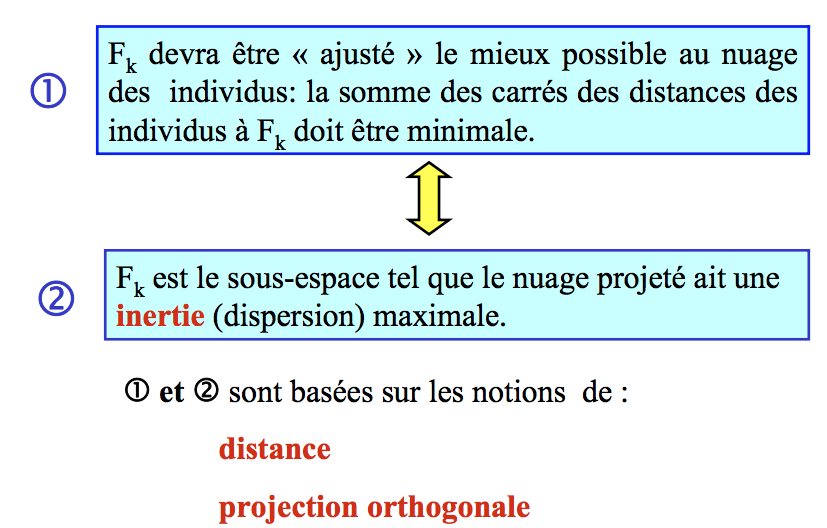 ①
F_k devra être « ajusté » le mieux possible au nuage
des individus: la somme des carrés des distances des
individus à F_k doit être minimale.
②
F_k est le sous-espace tel que le nuage projeté ait une
inertie (dispersion) maximale.
① et ② sont basées sur les notions de :
distance
projection orthogonale